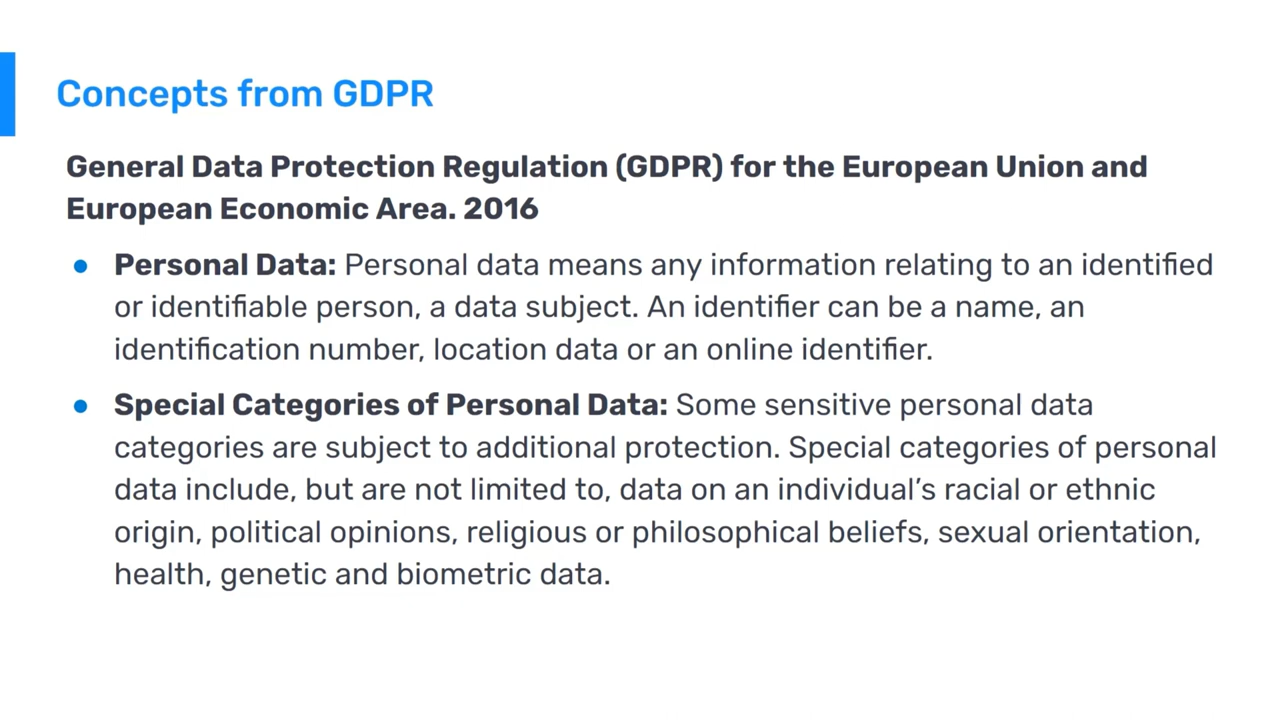 Concepts from GDPR
General Data Protection Regulation (GDPR) for the European Union and
European Economic Area. 2016
● Personal Data: Personal data means any information relating to an identified
or identifiable person, a data subject. An identifier can be a name, an
identification number, location data or an online identifier.
● Special Categories of Personal Data: Some sensitive personal data
categories are subject to additional protection. Special categories of personal
data include, but are not limited to, data on an individual’s racial or ethnic
origin, political opinions, religious or philosophical beliefs, sexual orientation,
health, genetic and biometric data.